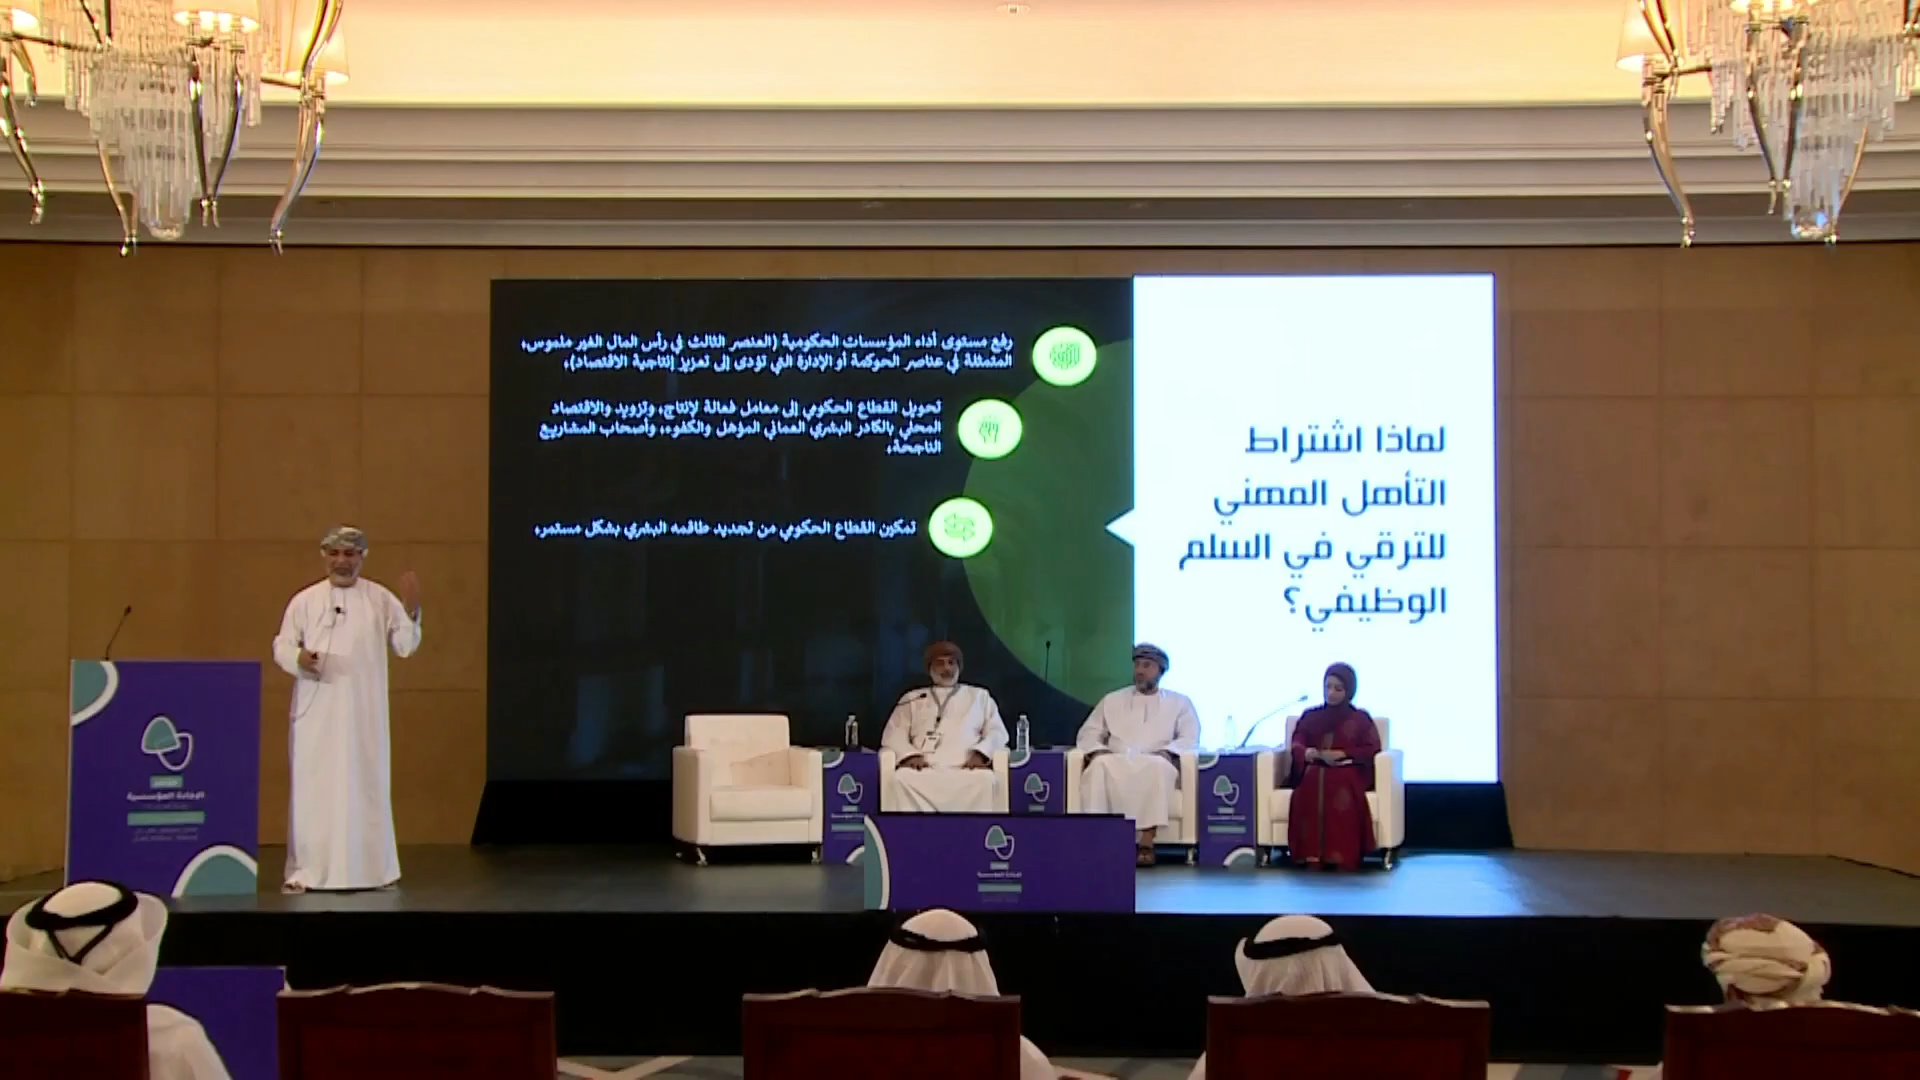 لماذا اشتراط
التأهل المهني
للترقي في السلم
الوظيفي؟
رفع مستوى أداء المؤسسات الحكومية (العنصر الثالث في رأس المال الغير ملموس،
المتمثلة في عناصر الحوكمة أو الإدارة التي تؤدى إلى تعزيز إنتاجية الاقتصاد).
تحويل القطاع الحكومي إلى معامل فعالة لإنتاج، وتزويد والاقتصاد
المحلي بالكادر البشري العماني المؤهل والكفوء، وأصحاب المشاريع
الناجحة.
تمكين القطاع الحكومي من تجديد طاقمه البشري بشكل مستمر.
الإجادة المؤسسية